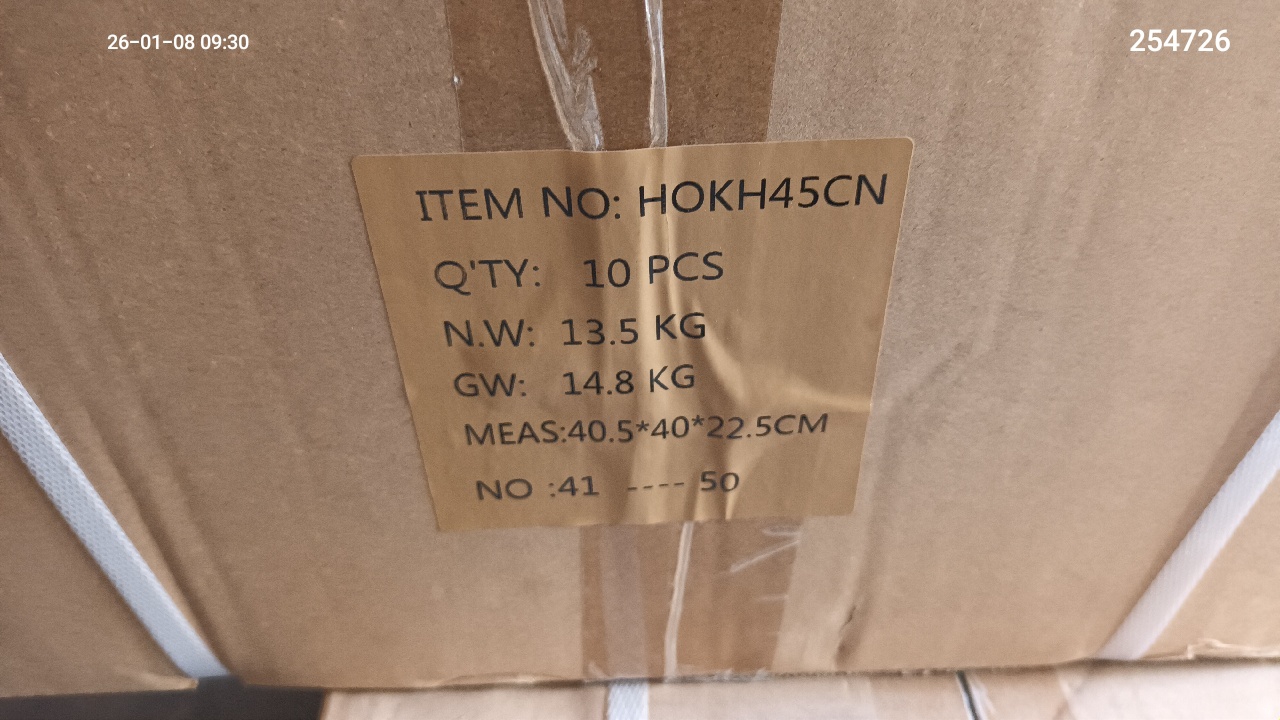 26-01-08 09:30
254726
ITEM NO: HOKH45CN
Q'TY: 10 PCS
N.W: 13.5 KG
GW: 14.8 KG
MEAS:40.5*40*22.5CM
NO :41 ---- 50